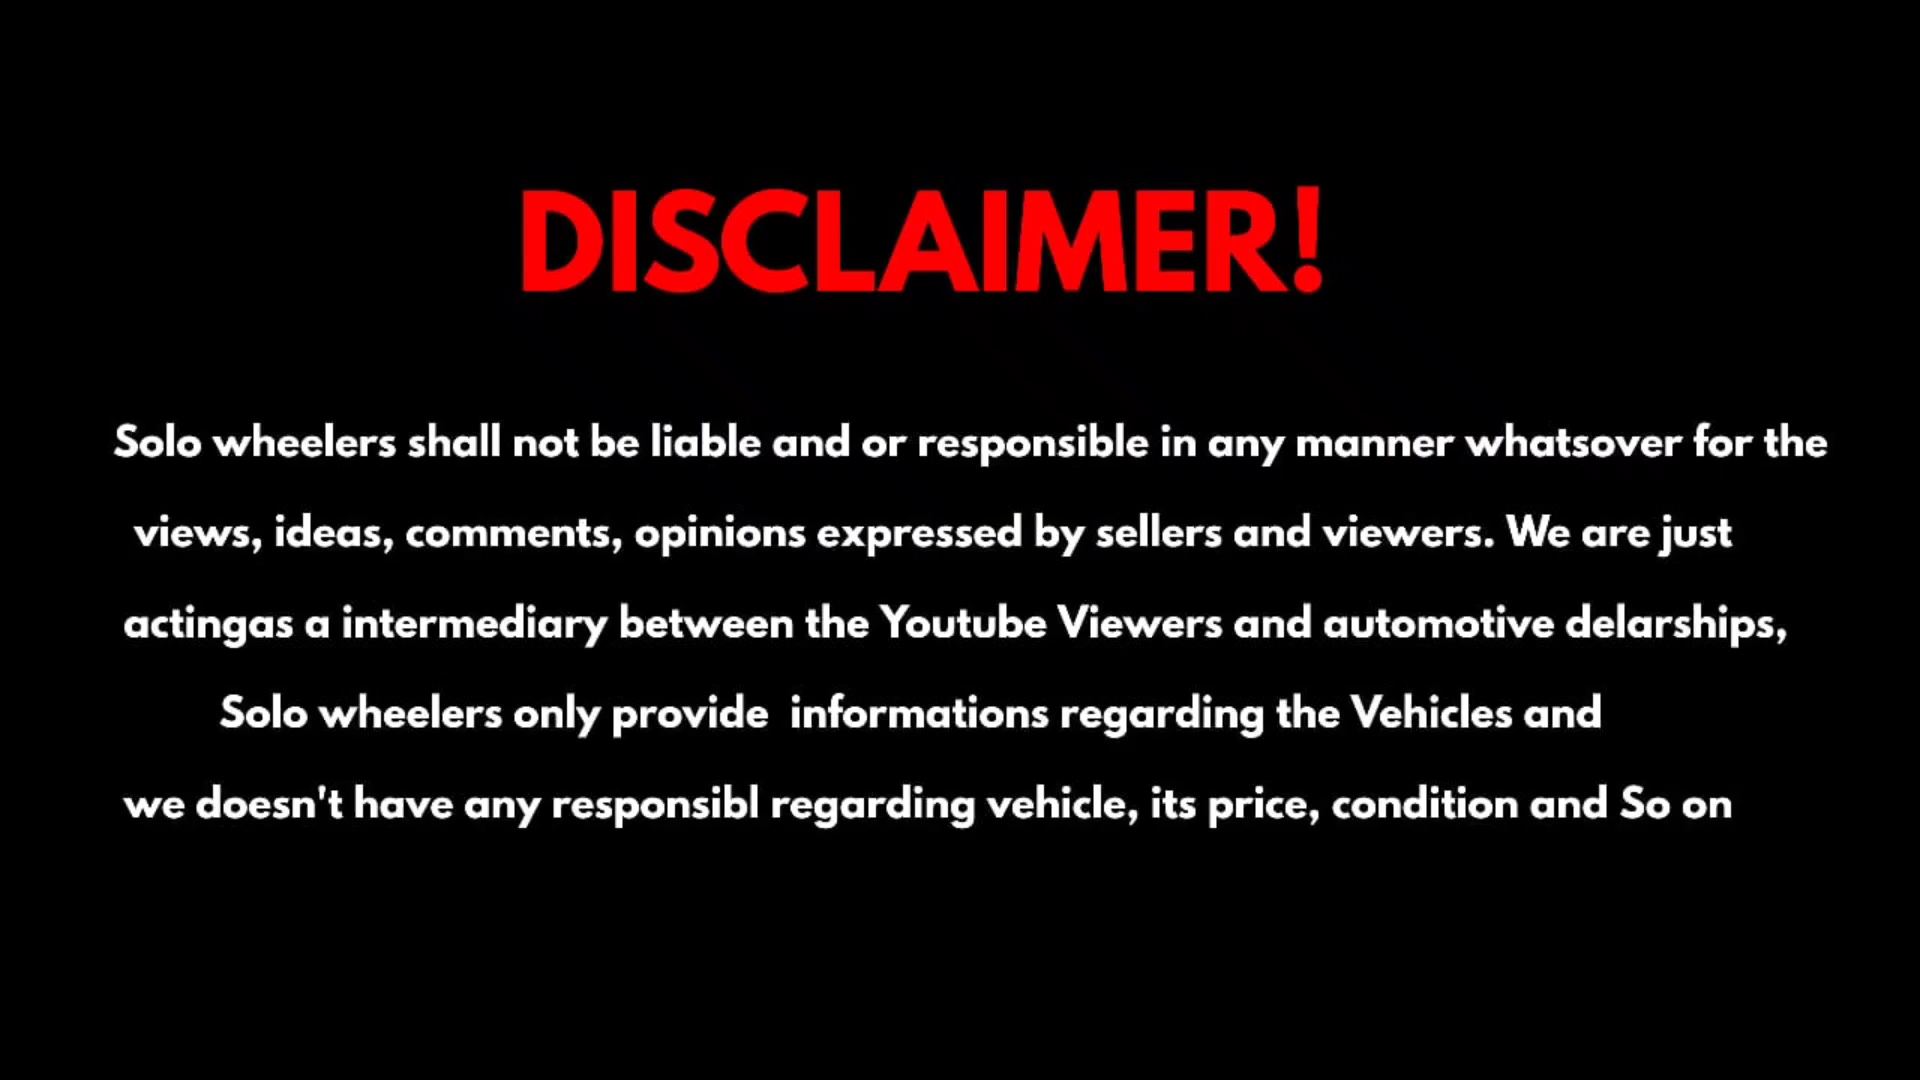 DISCLAIMER!
Solo wheelers shall not be liable and or responsible in any manner whatsover for the
views, ideas, comments, opinions expressed by sellers and viewers. We are just
actingas a intermediary between the Youtube Viewers and automotive delarships,
Solo wheelers only provide  informations regarding the Vehicles and
we doesn't have any responsibl regarding vehicle, its price, condition and So on